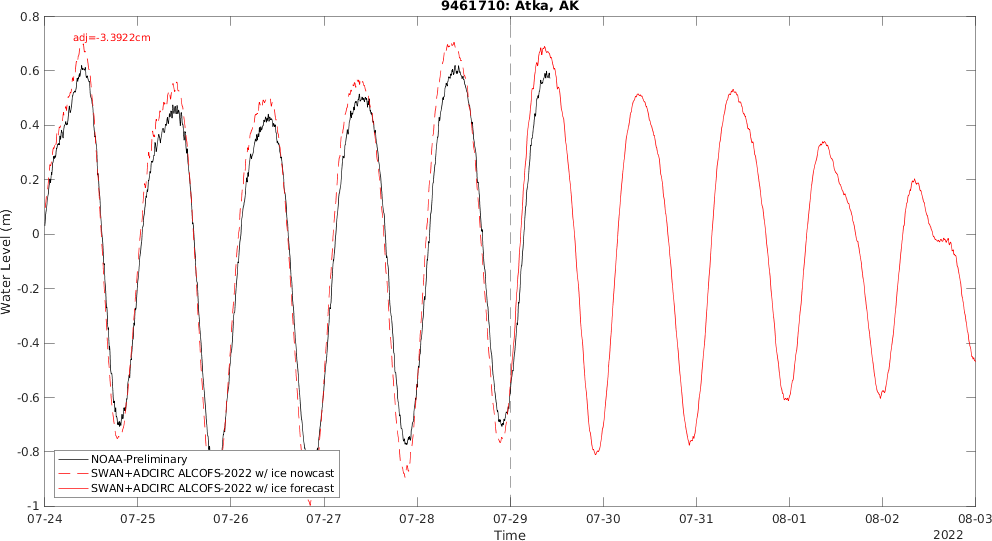 9461710: Atka, AK
adj=-3.3922cm
0.8
0.6
0.4
0.2
0
-0.2
-0.4
-0.6
-0.8
-1
Water Level (m)
NOAA-Preliminary
SWAN+ADCIRC ALCOFS-2022 w/ ice nowcast
SWAN+ADCIRC ALCOFS-2022 w/ ice forecast
07-24 07-25 07-26 07-27 07-28 07-29 07-30 07-31 08-01 08-02 08-03
Time
2022